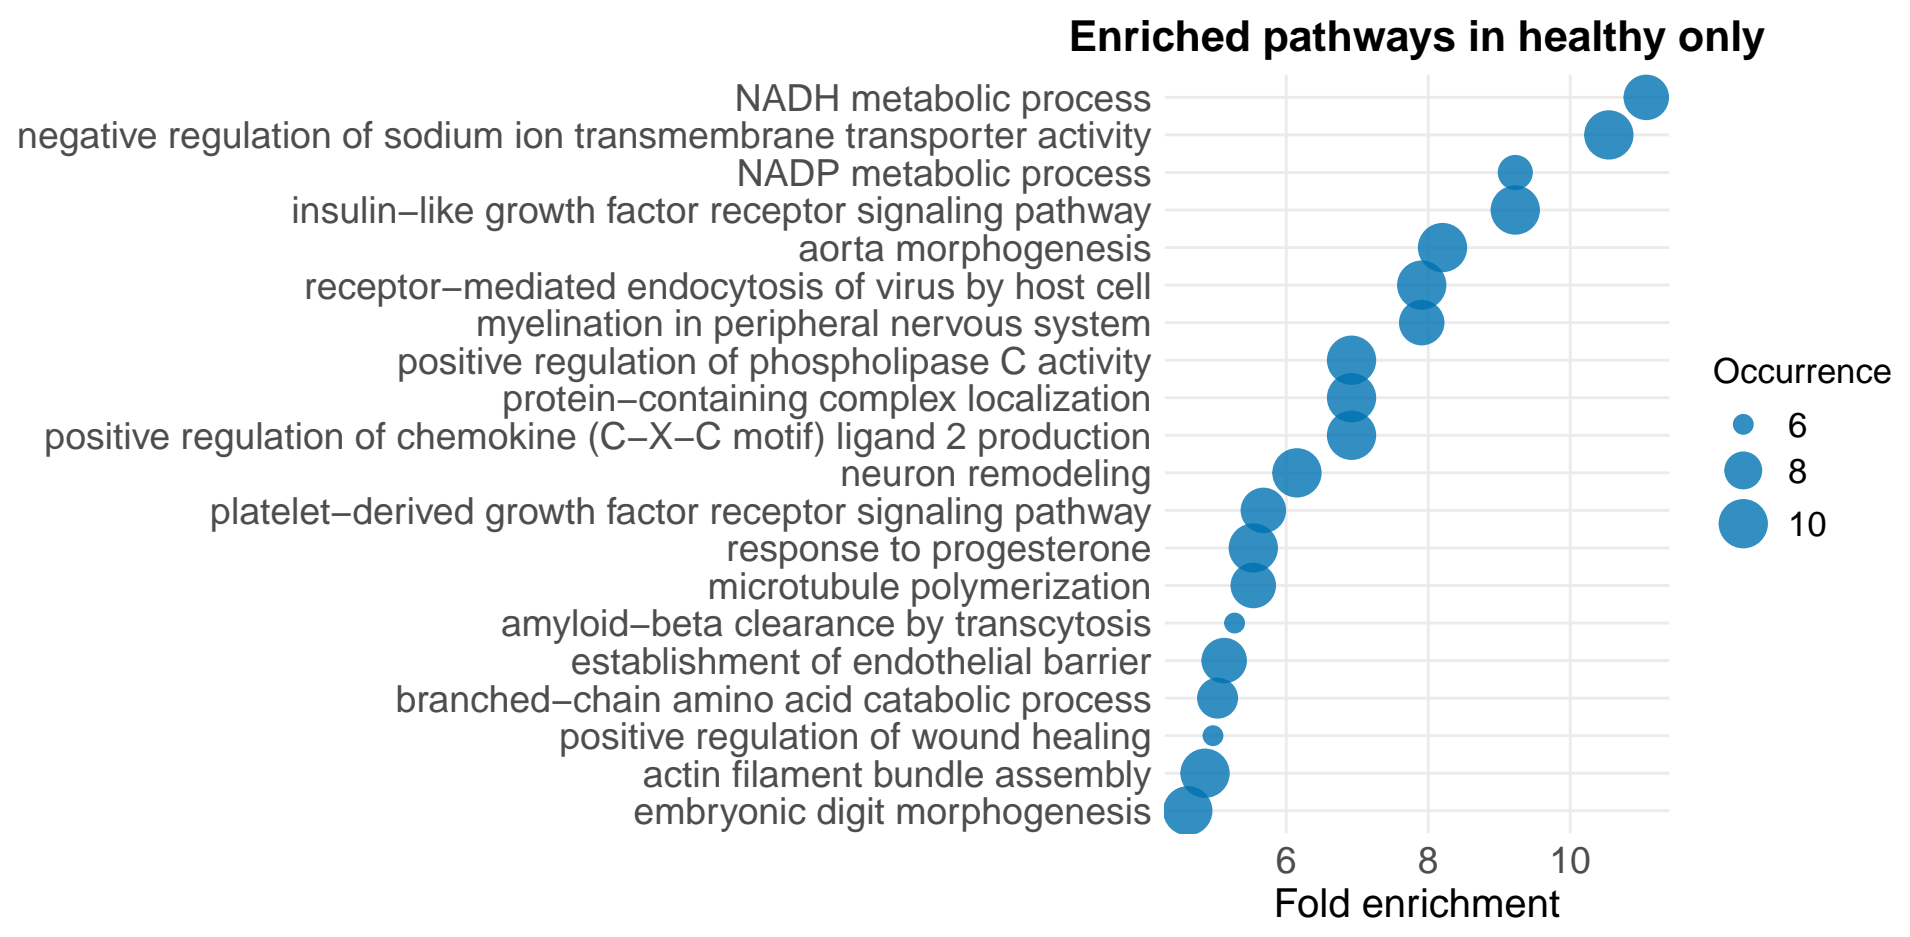 Enriched pathways in healthy only
NADH metabolic process
negative regulation of sodium ion transmembrane transporter activity
NADP metabolic process
insulin−like growth factor receptor signaling pathway
aorta morphogenesis
receptor−mediated endocytosis of virus by host cell
myelination in peripheral nervous system
positive regulation of phospholipase C activity
protein−containing complex localization
positive regulation of chemokine (C−X−C motif) ligand 2 production
neuron remodeling
platelet−derived growth factor receptor signaling pathway
response to progesterone
microtubule polymerization
amyloid−beta clearance by transcytosis
establishment of endothelial barrier
branched−chain amino acid catabolic process
positive regulation of wound healing
actin filament bundle assembly
embryonic digit morphogenesis
6 8 10
Fold enrichment
Occurrence
6
8
10